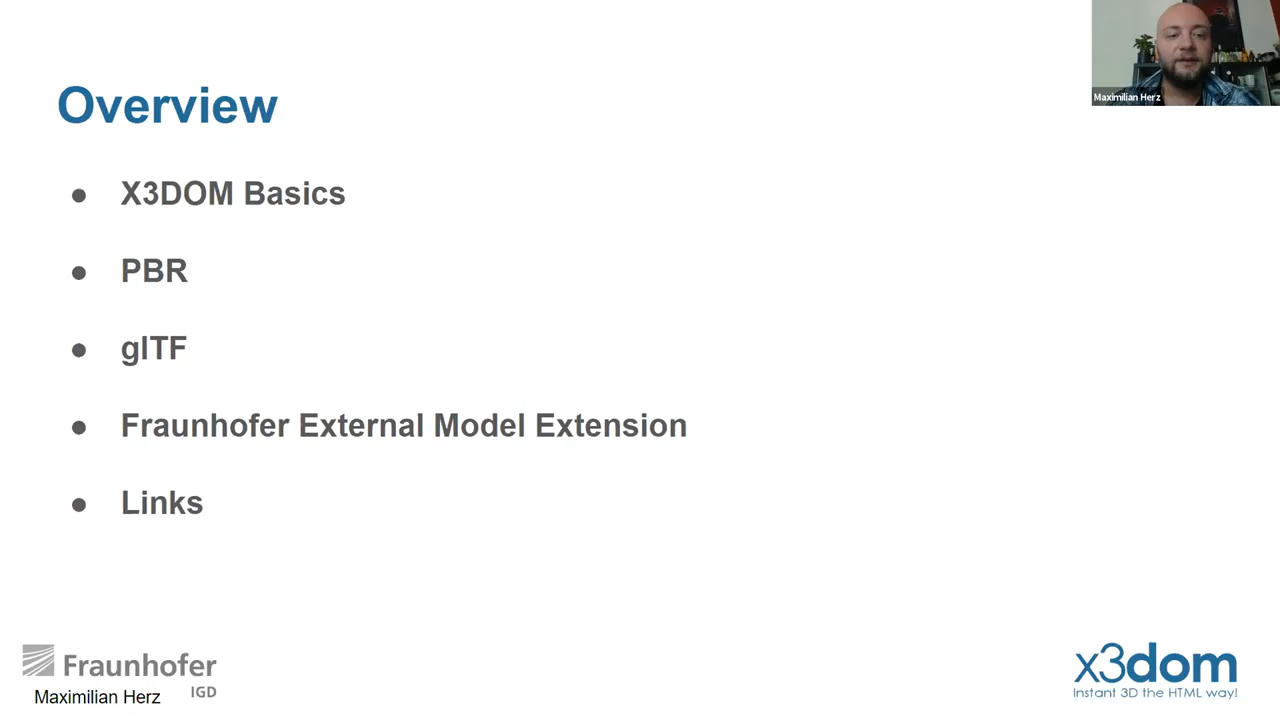 Maximilian Herz
Overview
● X3DOM Basics
● PBR
● glTF
● Fraunhofer External Model Extension
● Links
Fraunhofer
IGD
Maximilian Herz
x3dom
Instant 3D the HTML way!